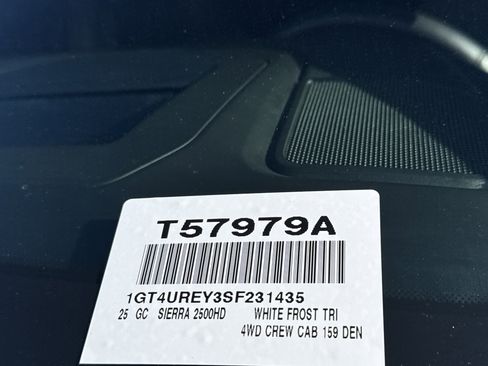 T57979A
1GT4UREY3SF231435
25 GC SIERRA 2500HD WHITE FROST TRI
4WD CREW CAB 159 DEN